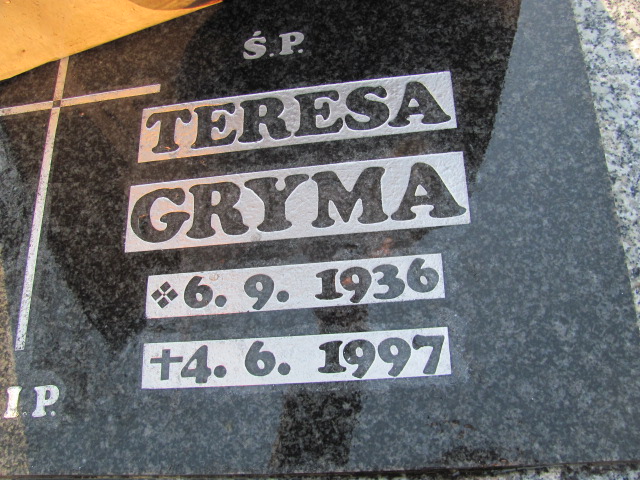 Ś.P.
TERESA
GRYMA
6. 9. 1936
4. 6. 1997
I.P.